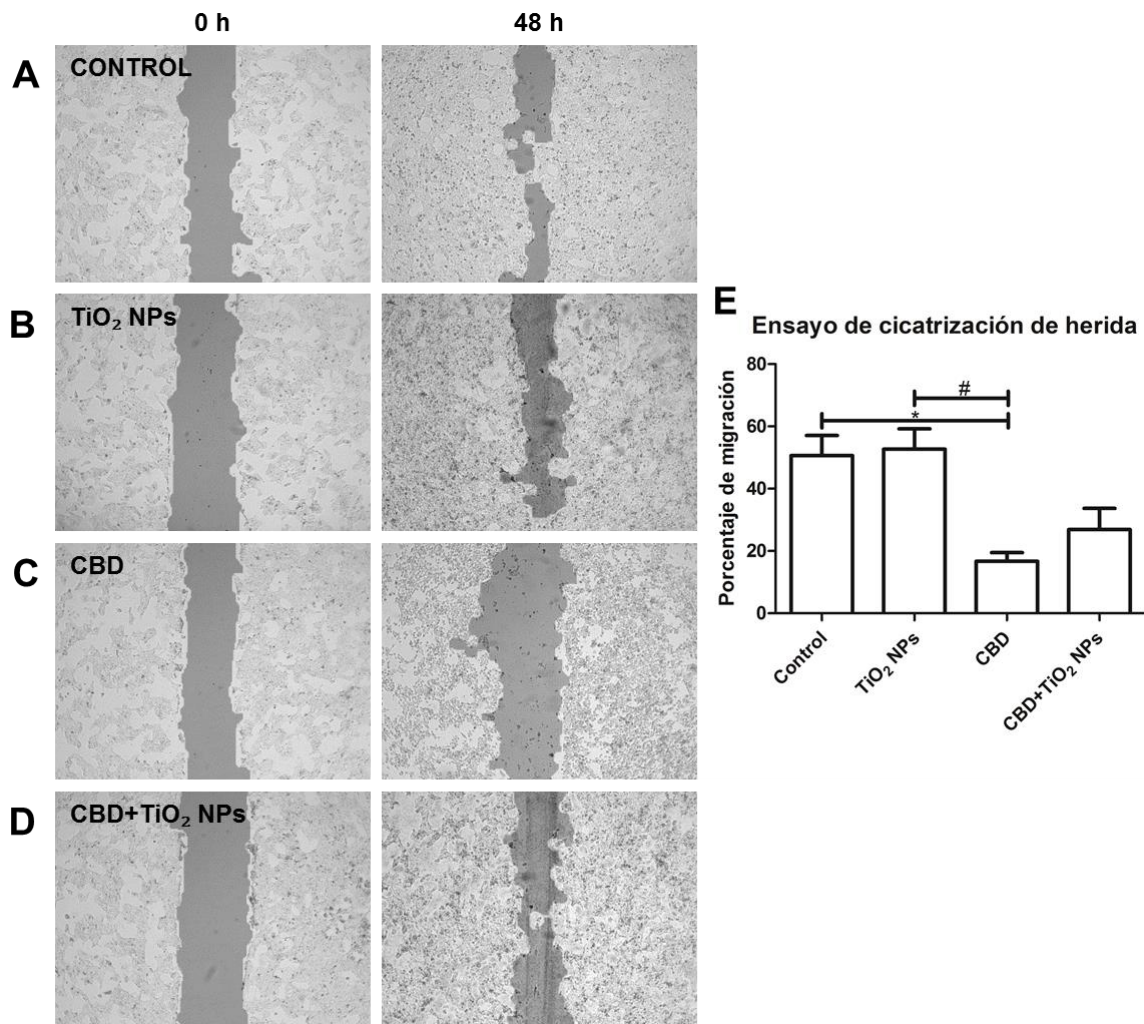 0 h
48 h
A
CONTROL
B
TiO₂ NPs
C
CBD
D
CBD+TiO₂ NPs
E
Ensayo de cicatrización de herida
Porcentaje de migración
80
60
40
20
0
#
*
Control
TiO₂ NPs
CBD
CBD+TiO₂ NPs